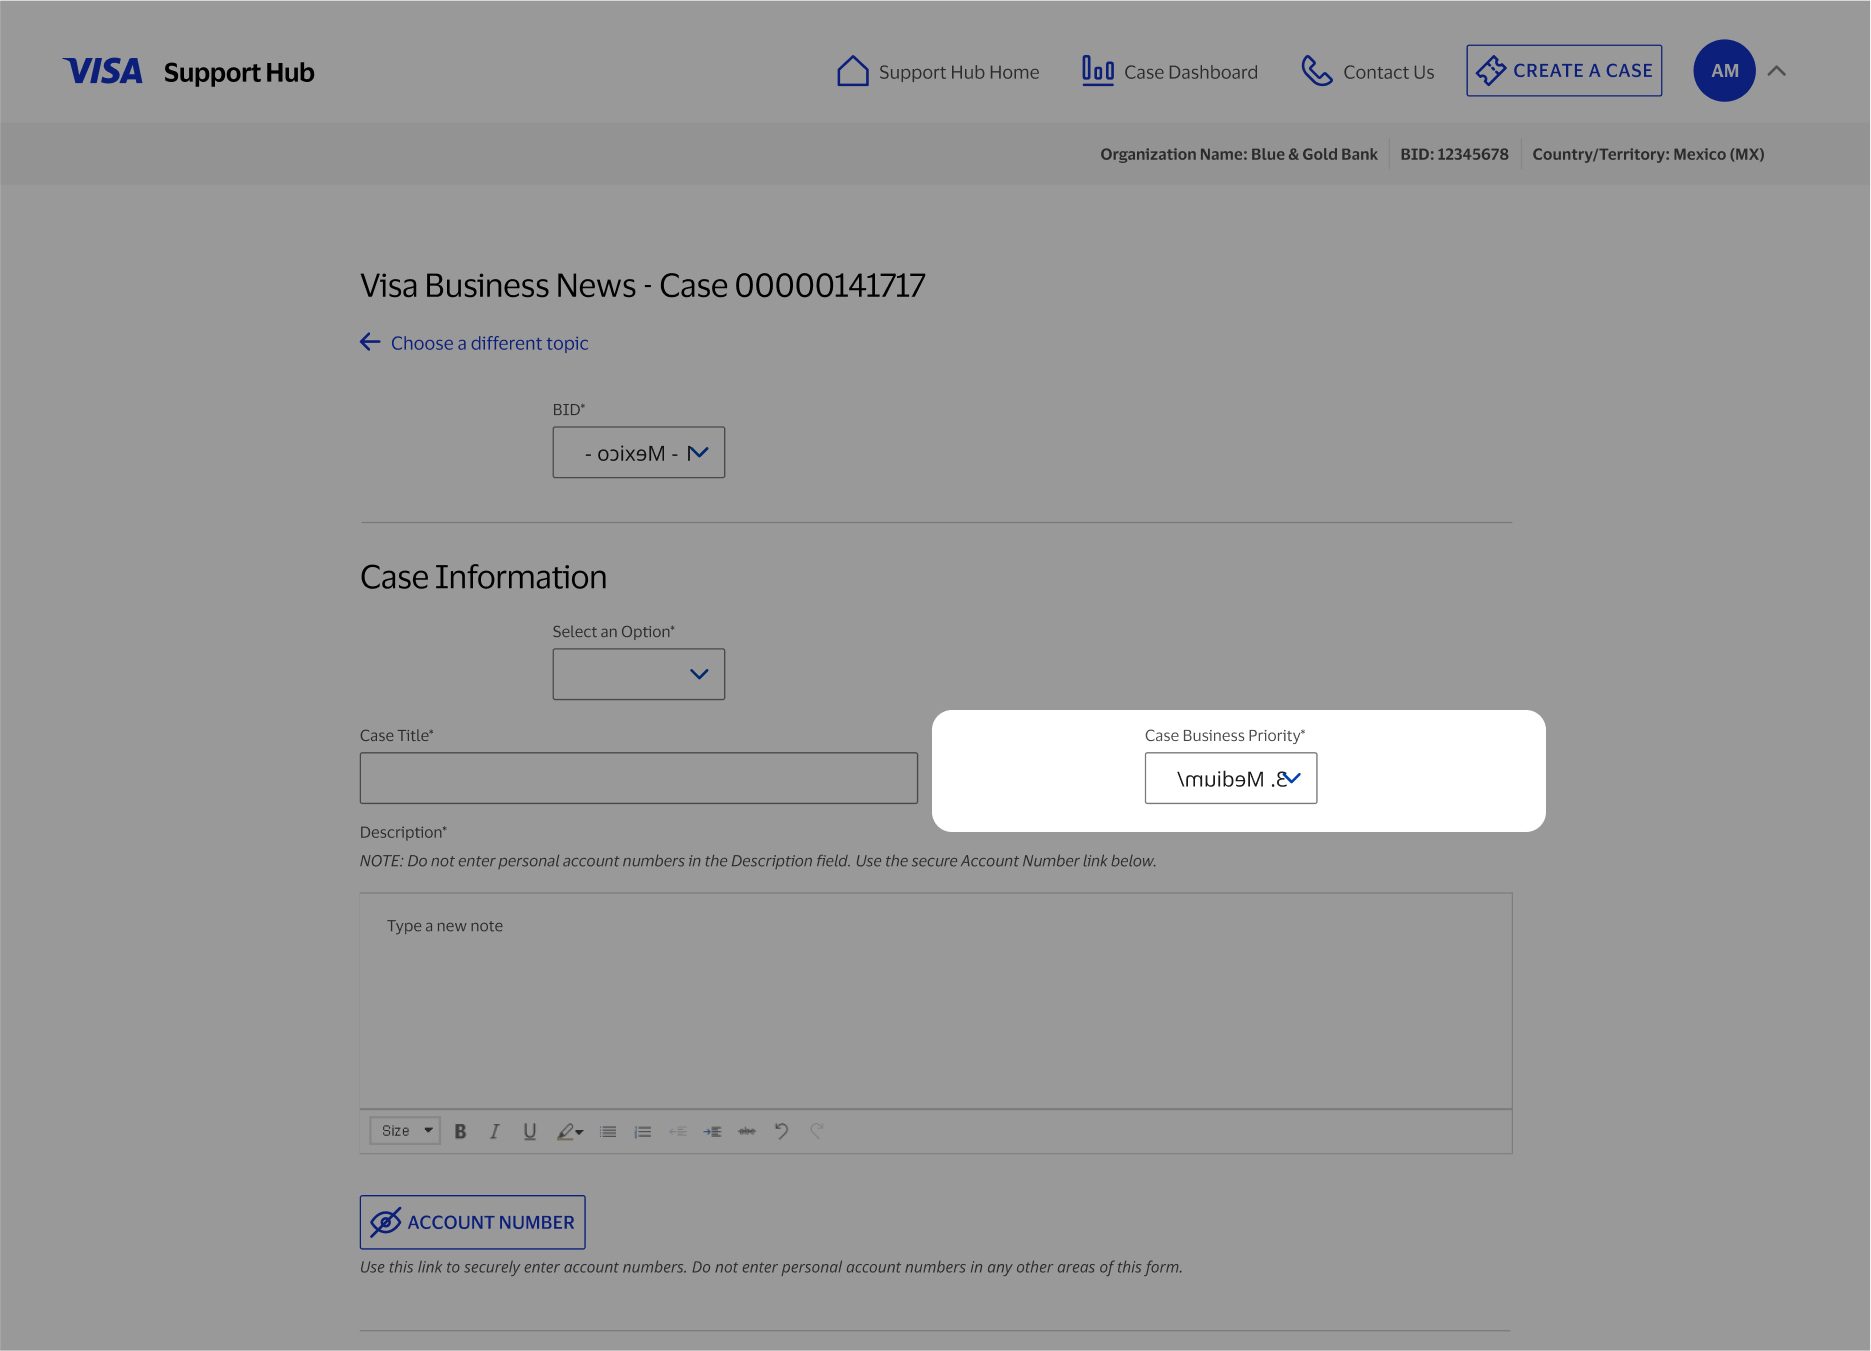 VISA Support Hub
Support Hub Home
Case Dashboard
Contact Us
CREATE A CASE
AM
Organization Name: Blue & Gold Bank
BID: 12345678
Country/Territory: Mexico (MX)
Visa Business News - Case 00000141717
Choose a different topic
BID*
- Mexico -
Case Information
Select an Option*
Case Title*
Case Business Priority*
3. Medium/
Description*
NOTE: Do not enter personal account numbers in the Description field. Use the secure Account Number link below.
Type a new note
Size B I U abc
ACCOUNT NUMBER
Use this link to securely enter account numbers. Do not enter personal account numbers in any other areas of this form.